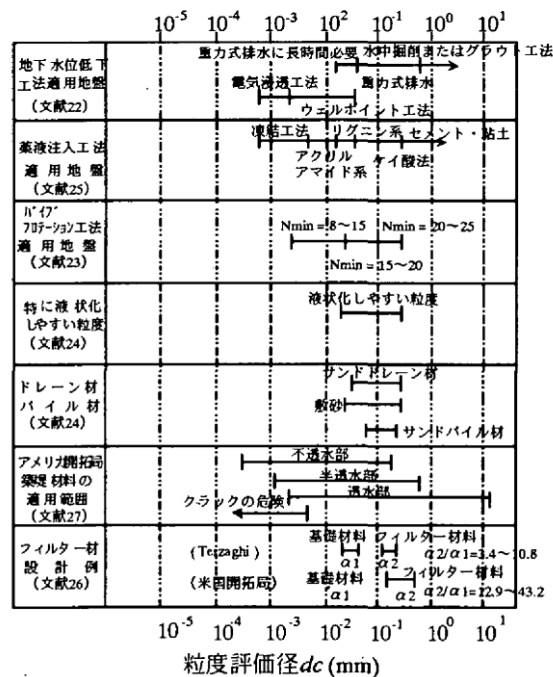 10-5 10-4 10-3 10-2 10-1 100 101
地下水位低下
工法適用地盤
(文献22)
重力式排水に長時間必要 水中掘削またはグラウト工法
電気浸透工法 重力式排水
ウェルポイント工法
薬液注入工法
適用地盤
(文献25)
凍結工法 リグニン系 セメント・粘土
アクリル
アマイド系
ケイ酸法
バイブ
フロテーション工法
適用地盤
(文献23)
Nmin = 8〜15 Nmin = 20〜25
Nmin = 15〜20
特に液状化
しやすい粒度
(文献24)
液状化しやすい粒度
ドレーン材
パイル材
(文献24)
サンドドレーン材
敷砂
サンドパイル材
アメリカ開拓局
築堤材料の
適用範囲
(文献27)
不透水部
半透水部
透水部
クラックの危険
フィルター材
設計例
(文献26)
(Terzaghi)
基礎材料 フィルター材料
α1 α2 α2/α1=3.4〜10.8
(米国開拓局)
基礎材料 フィルター材料
α1 α2 α2/α1=12.9〜43.2
10-5 10-4 10-3 10-2 10-1 100 101
粒度評価径dc (mm)